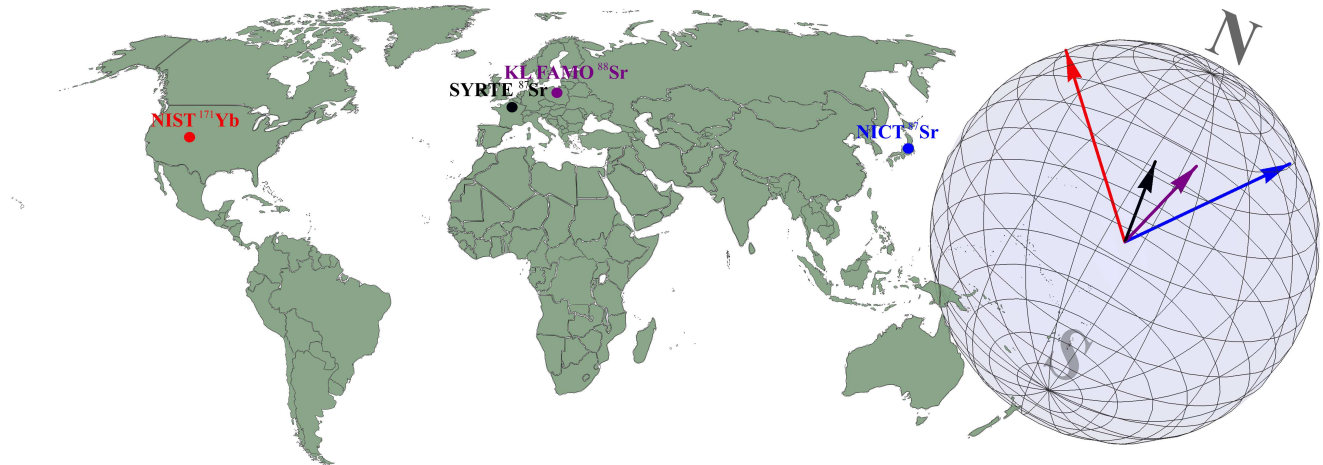 KL FAMO ⁸⁸Sr
SYRTE ⁸⁷Sr
NIST ¹⁷¹Yb
NICT ⁸⁷Sr
N
S